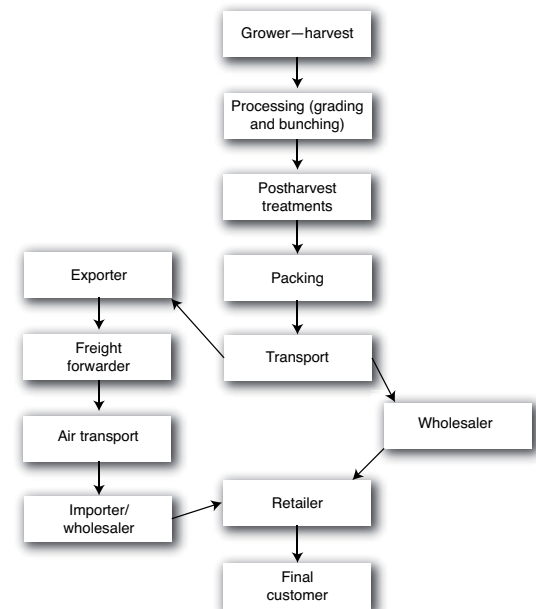 Grower—harvest
Processing (grading
and bunching)
Postharvest
treatments
Packing
Exporter
Freight
forwarder
Transport
Air transport
Wholesaler
Importer/
wholesaler
Retailer
Final
customer